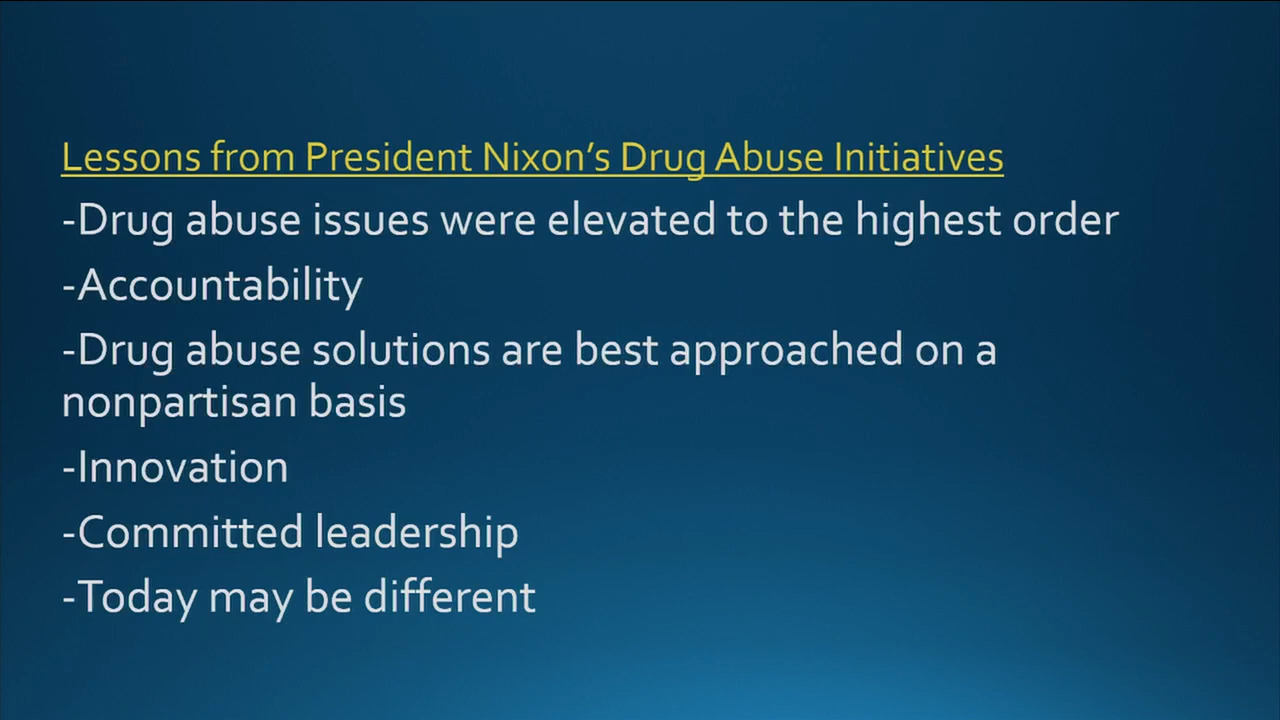 Lessons from President Nixon's Drug Abuse Initiatives
-Drug abuse issues were elevated to the highest order
-Accountability
-Drug abuse solutions are best approached on a
nonpartisan basis
-Innovation
-Committed leadership
-Today may be different